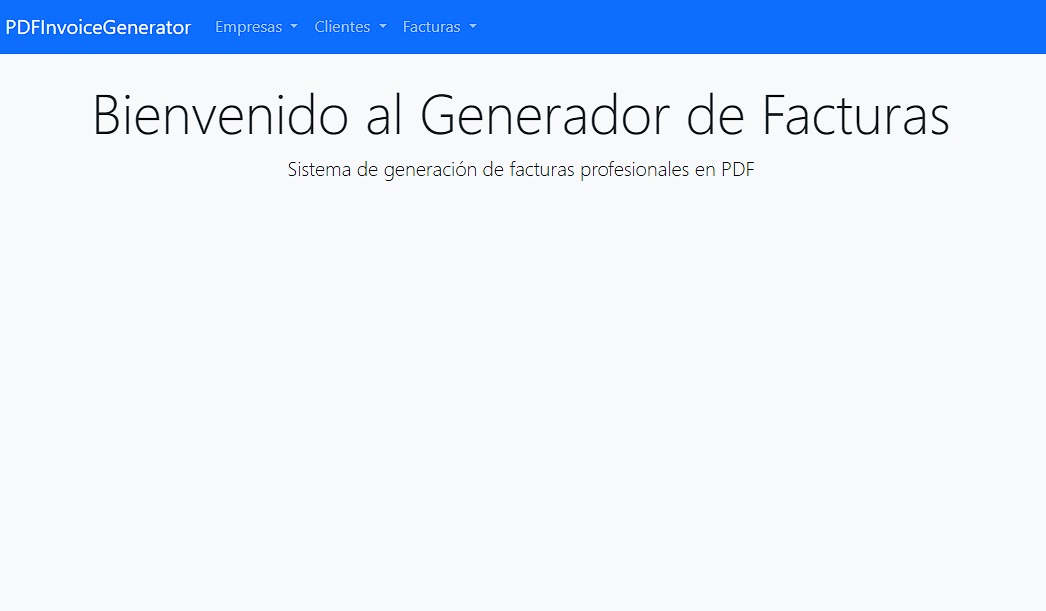 PDFInvoiceGenerator Empresas Clientes Facturas
Bienvenido al Generador de Facturas
Sistema de generación de facturas profesionales en PDF